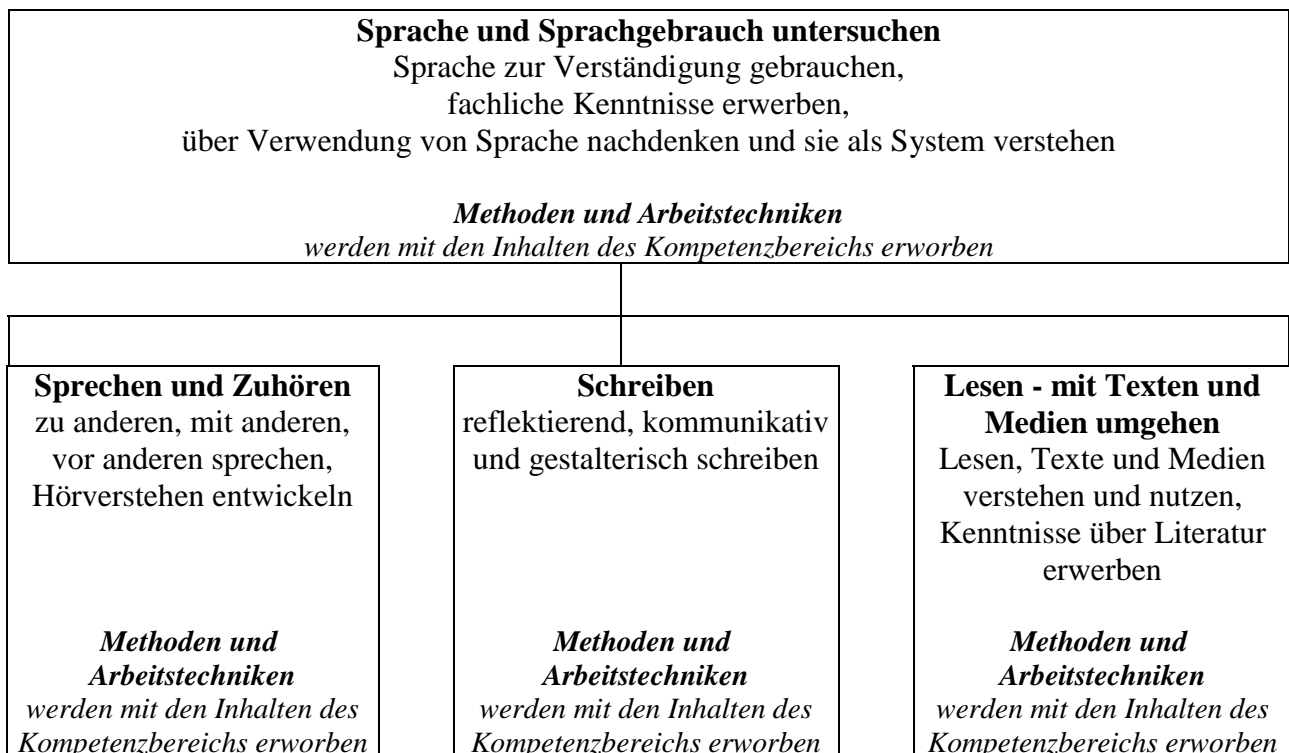 Sprache und Sprachgebrauch untersuchen
Sprache zur Verständigung gebrauchen,
fachliche Kenntnisse erwerben,
über Verwendung von Sprache nachdenken und sie als System verstehen
Methoden und Arbeitstechniken
werden mit den Inhalten des Kompetenzbereichs erworben
Sprechen und Zuhören
zu anderen, mit anderen,
vor anderen sprechen,
Hörverstehen entwickeln
Methoden und
Arbeitstechniken
werden mit den Inhalten des
Kompetenzbereichs erworben
Schreiben
reflektierend, kommunikativ
und gestalterisch schreiben
Methoden und
Arbeitstechniken
werden mit den Inhalten des
Kompetenzbereichs erworben
Lesen - mit Texten und
Medien umgehen
Lesen, Texte und Medien
verstehen und nutzen,
Kenntnisse über Literatur
erwerben
Methoden und
Arbeitstechniken
werden mit den Inhalten des
Kompetenzbereichs erworben